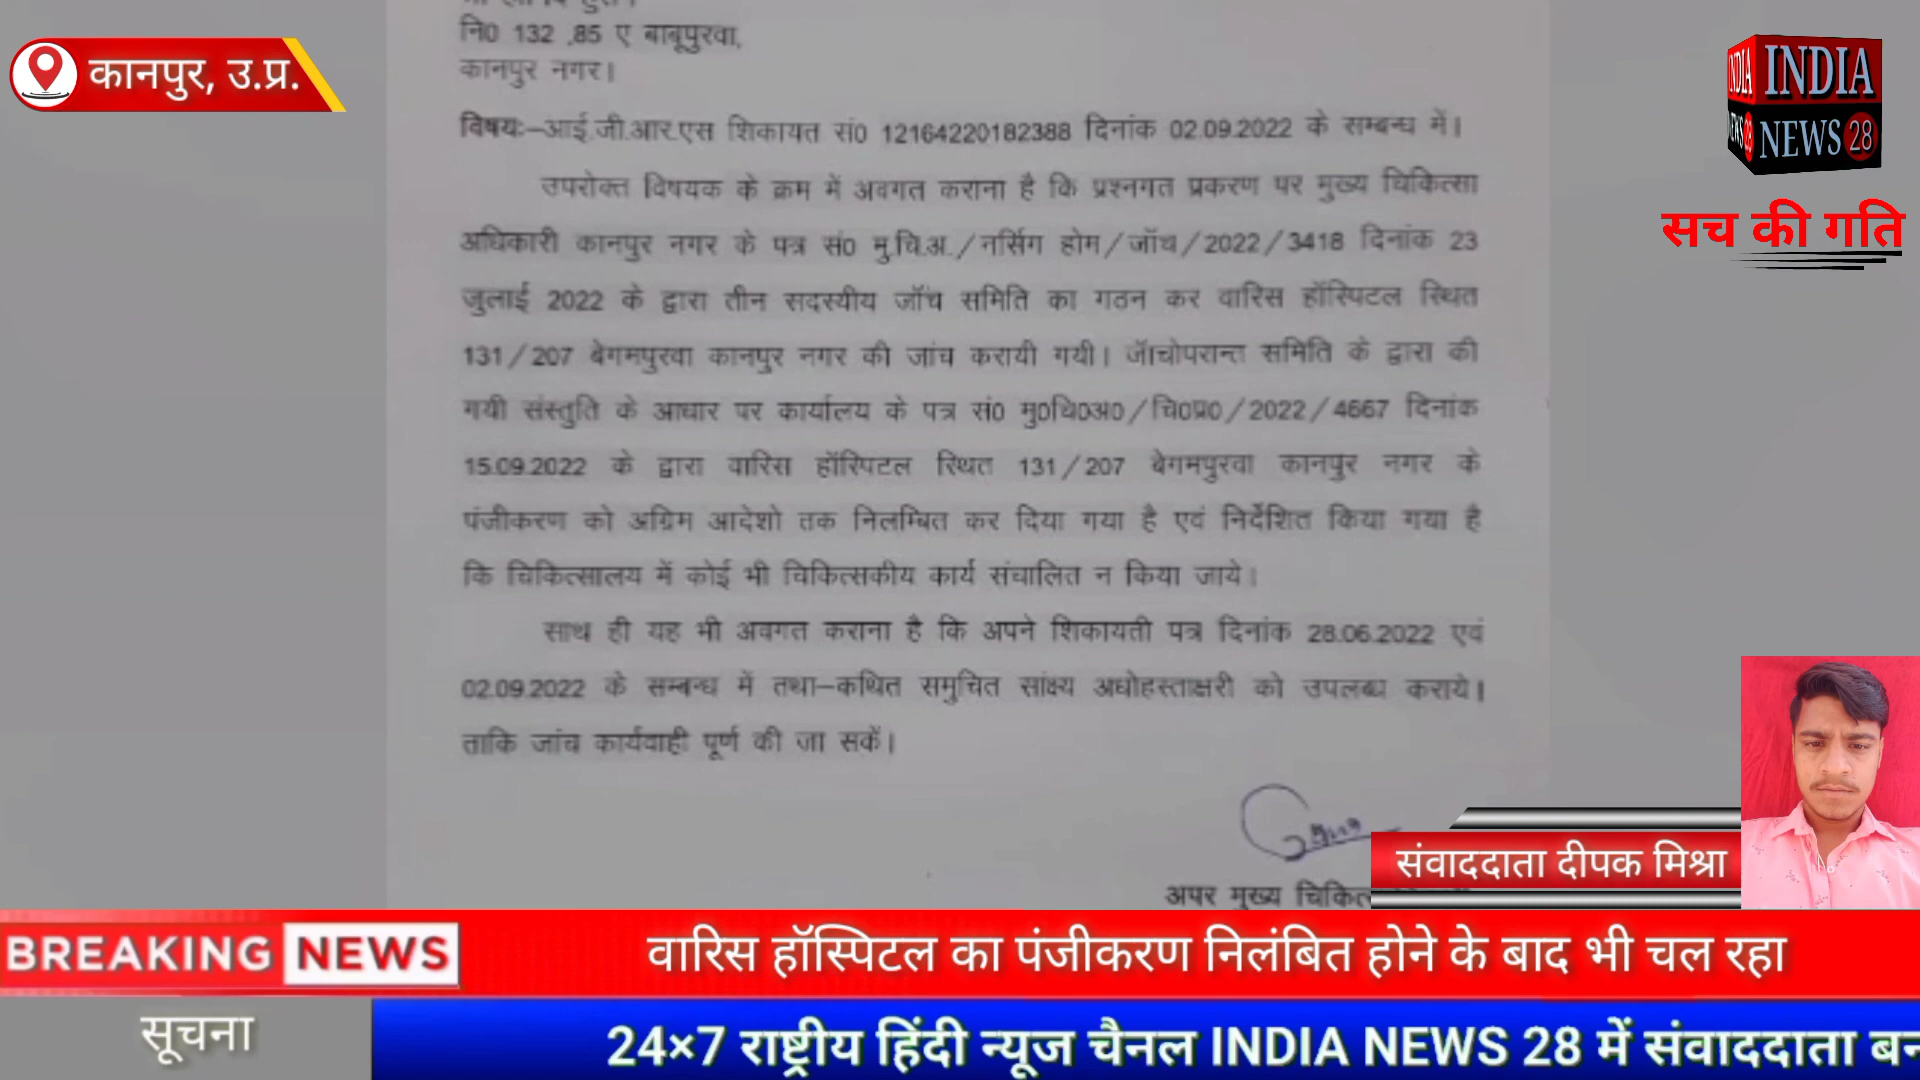 नि0 132 ,85 ए बाबूपुरवा,
कानपुर नगर।
विषयः–आई.जी.आर.एस शिकायत सं0 12164220182388 दिनांक 02.09.2022 के सम्बन्ध में।
उपरोक्त विषयक के क्रम में अवगत कराना है कि प्रश्नगत प्रकरण पर मुख्य चिकित्सा
अधिकारी कानपुर नगर के पत्र सं0 मु.चि.अ./नर्सिग होम/जॉच/2022/3418 दिनांक 23
जुलाई 2022 के द्वारा तीन सदस्यीय जॉच समिति का गठन कर वारिस हॉस्पिटल स्थित
131/207 बेगमपुरवा कानपुर नगर की जांच करायी गयी। जॅाचोपरान्त समिति के द्वारा की
गयी संस्तुति के आधार पर कार्यालय के पत्र सं0 मु0चि0अ0/चि0प्र0/2022/4667 दिनांक
15.09.2022 के द्वारा वारिस हॉस्पिटल स्थित 131/207 बेगमपुरवा कानपुर नगर के
पंजीकरण को अग्रिम आदेशो तक निलम्बित कर दिया गया है एवं निर्देशित किया गया है
कि चिकित्सालय में कोई भी चिकित्सकीय कार्य संचालित न किया जाये।
साथ ही यह भी अवगत कराना है कि अपने शिकायती पत्र दिनांक 28.06.2022 एवं
02.09.2022 के सम्बन्ध में तथा–कथित समुचित सांक्ष्य अधोहस्ताक्षरी को उपलब्ध कराये।
ताकि जांच कार्यवाही पूर्ण की जा सकें।
अपर मुख्य
कानपुर, उ.प्र.
INDIA
NEWS 28
सच की गति
संवाददाता दीपक मिश्रा
BREAKING NEWS
वारिस हॉस्पिटल का पंजीकरण निलंबित होने के बाद भी चल रहा
सूचना
24×7 राष्ट्रीय हिंदी न्यूज चैनल INDIA NEWS 28 में संवाददाता बन